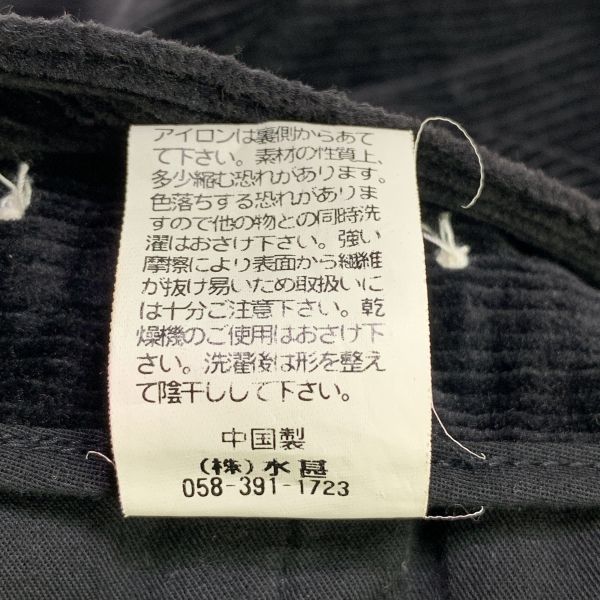 アイロンは裏側からあて
て下さい。素材の性質上、
多少縮む恐れがあります。
色落ちする恐れがありま
すので他の物との同時洗
濯はおさけ下さい。強い
摩擦により表面から繊維
が抜け易いため取扱いに
は十分ご注意下さい。乾
燥機のご使用はおさけ下
さい。洗濯後は形を整え
て陰干しして下さい。
中国製
(株)水甚
058-391-1723